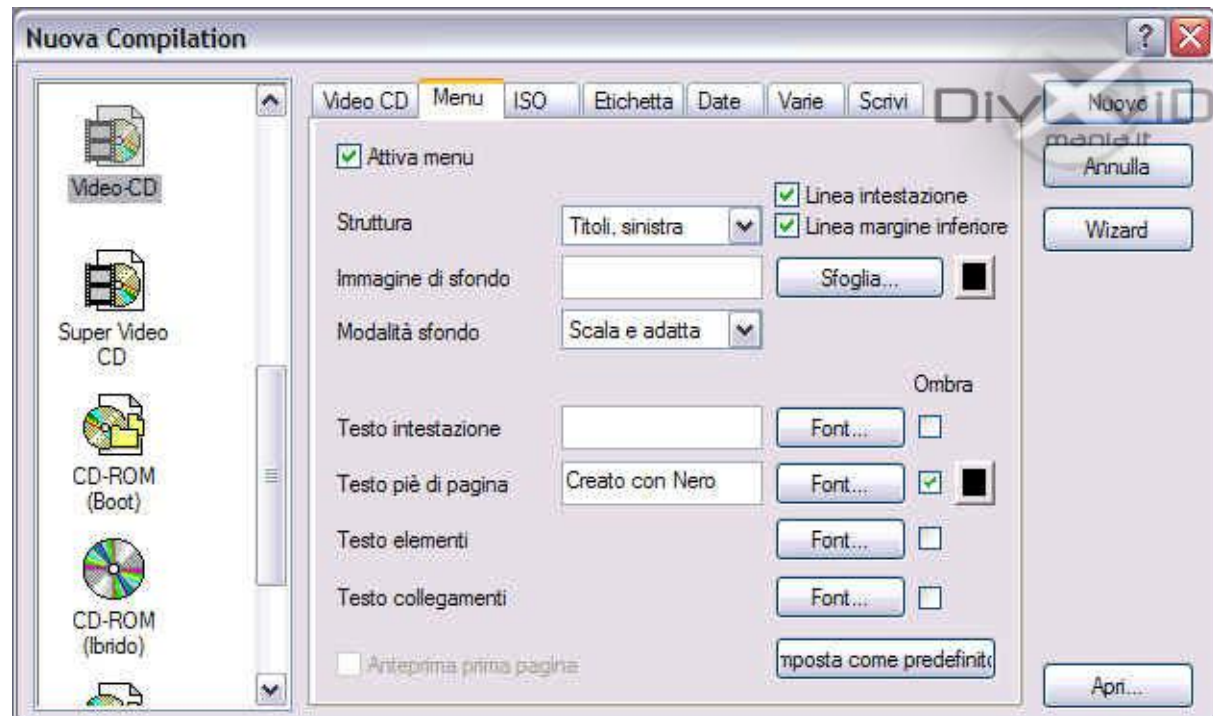 Nuova Compilation
Video-CD
Super Video
CD
CD-ROM
(Boot)
CD-ROM
(Ibrido)
Video CD Menu ISO Etichetta Date Varie Scrivi
Attiva menu
Struttura
Titoli, sinistra
Linea intestazione
Linea margine inferiore
Immagine di sfondo
Sfoglia...
Modalità sfondo
Scala e adatta
Ombra
Testo intestazione
Font...
Testo piè di pagina
Creato con Nero
Font...
Testo elementi
Font...
Testo collegamenti
Font...
Anteprima prima pagina
mposta come predefinito
Nuovo
Annulla
Wizard
Apri...
DivXviD
mania.it